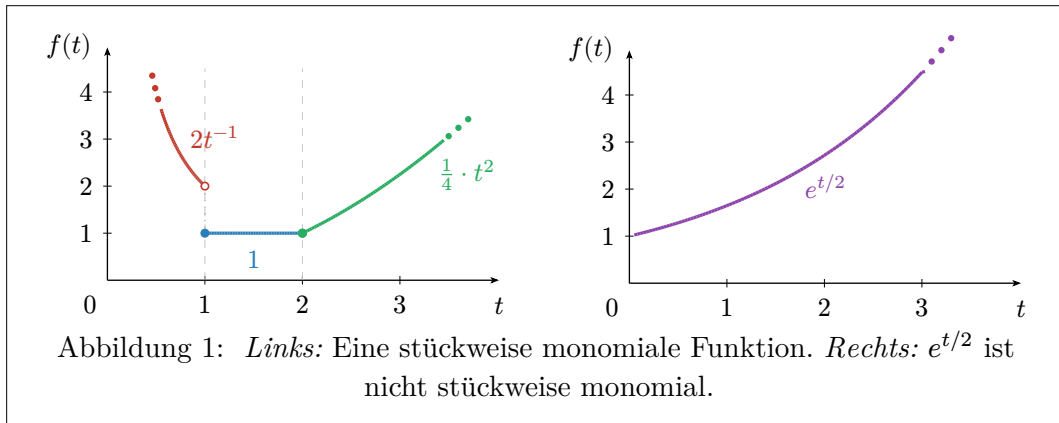 f(t)
4
3
2
1
0
1
2
3
t
2t⁻¹
1
¼ · t²
f(t)
4
3
2
1
0
1
2
3
t
e^{t/2}
Abbildung 1: Links: Eine stückweise monomiale Funktion. Rechts: e^{t/2} ist
nicht stückweise monomial.